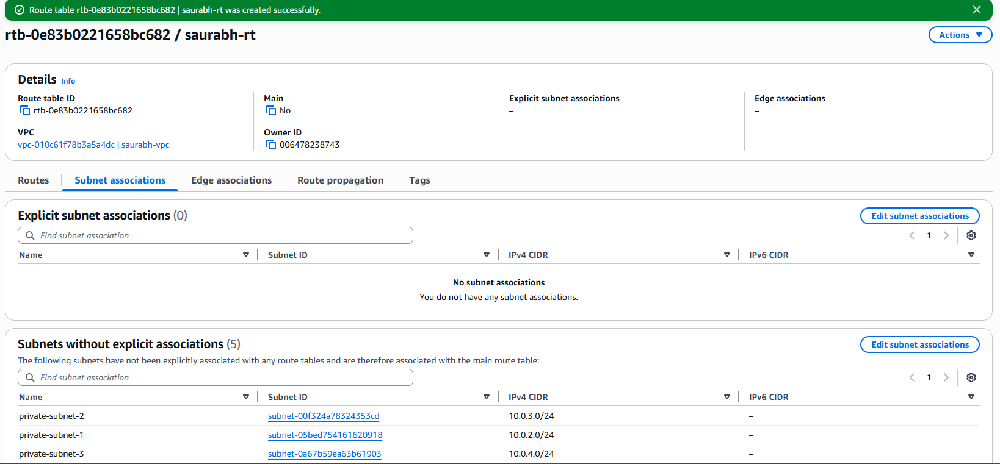 Route table rtb-0e83b0221658bc682 | saurabh-rt was created successfully.
rtb-0e83b0221658bc682 / saurabh-rt
Actions
Details Info
Route table ID
rtb-0e83b0221658bc682
Main
No
Explicit subnet associations
–
Edge associations
–
VPC
vpc-010c61f78b3a5a4dc | saurabh-vpc
Owner ID
006478238743
Routes Subnet associations Edge associations Route propagation Tags
Explicit subnet associations (0)
Edit subnet associations
Find subnet association
1
Name Subnet ID IPv4 CIDR IPv6 CIDR
No subnet associations
You do not have any subnet associations.
Subnets without explicit associations (5)
Edit subnet associations
The following subnets have not been explicitly associated with any route tables and are therefore associated with the main route table:
Find subnet association
1
Name Subnet ID IPv4 CIDR IPv6 CIDR
private-subnet-2 subnet-00f324a78324353cd 10.0.3.0/24 –
private-subnet-1 subnet-05bed754161620918 10.0.2.0/24 –
private-subnet-3 subnet-0a67b59ea63b61903 10.0.4.0/24 –